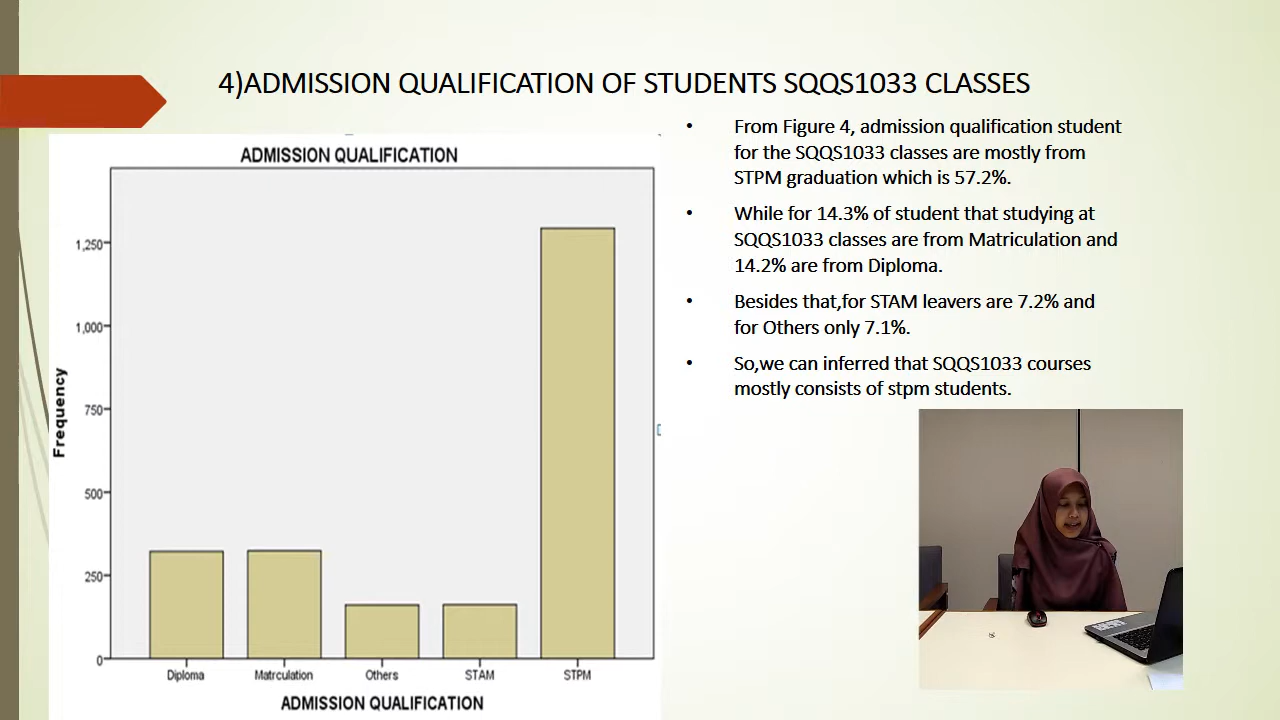 4)ADMISSION QUALIFICATION OF STUDENTS SQQS1033 CLASSES
ADMISSION QUALIFICATION
1,250
1,000
750
500
250
0
Frequency
Diploma
Matrculation
Others
STAM
STPM
ADMISSION QUALIFICATION
• From Figure 4, admission qualification student
for the SQQS1033 classes are mostly from
STPM graduation which is 57.2%.
• While for 14.3% of student that studying at
SQQS1033 classes are from Matriculation and
14.2% are from Diploma.
• Besides that,for STAM leavers are 7.2% and
for Others only 7.1%.
• So,we can inferred that SQQS1033 courses
mostly consists of stpm students.